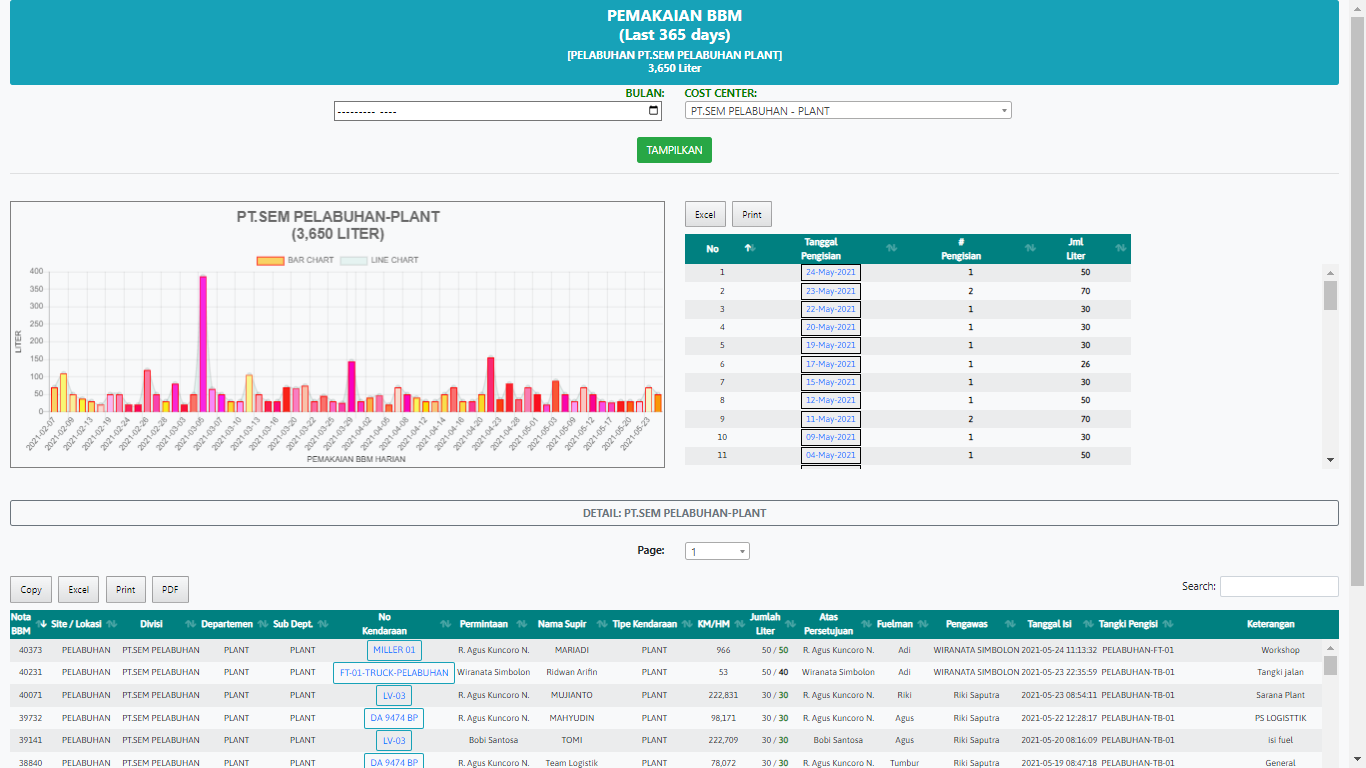 PEMAKAIAN BBM
(Last 365 days)
[PELABUHAN PT.SEM PELABUHAN PLANT]
3,650 Liter
BULAN: COST CENTER:
--------- ---- PT.SEM PELABUHAN - PLANT
TAMPILKAN
PT.SEM PELABUHAN-PLANT
(3,650 LITER)
BAR CHART LINE CHART
LITER
400
350
300
250
200
150
100
50
0
2021-02-07 2021-02-09 2021-02-13 2021-02-19 2021-02-24 2021-02-26 2021-02-28 2021-03-03 2021-03-05 2021-03-07 2021-03-10 2021-03-13 2021-03-16 2021-03-20 2021-03-22 2021-03-25 2021-03-29 2021-04-02 2021-04-05 2021-04-08 2021-04-12 2021-04-14 2021-04-16 2021-04-20 2021-04-23 2021-04-28 2021-05-01 2021-05-03 2021-05-09 2021-05-12 2021-05-17 2021-05-20 2021-05-23
PEMAKAIAN BBM HARIAN
Excel Print
No Tanggal Pengisian # Pengisian Jml Liter
1 24-May-2021 1 50
2 23-May-2021 2 70
3 22-May-2021 1 30
4 20-May-2021 1 30
5 19-May-2021 1 30
6 17-May-2021 1 26
7 15-May-2021 1 30
8 12-May-2021 1 50
9 11-May-2021 2 70
10 09-May-2021 1 30
11 04-May-2021 1 50
DETAIL: PT.SEM PELABUHAN-PLANT
Page: 1
Copy Excel Print PDF Search:
Nota BBM Site / Lokasi Divisi Departemen Sub Dept. No Kendaraan Permintaan Nama Supir Tipe Kendaraan KM/HM Jumlah Liter Atas Persetujuan Fuelman Pengawas Tanggal Isi Tangki Pengisi Keterangan
40373 PELABUHAN PT.SEM PELABUHAN PLANT PLANT MILLER 01 R. Agus Kuncoro N. MARIADI PLANT 966 50 / 50 R. Agus Kuncoro N. Adi WIRANATA SIMBOLON 2021-05-24 11:13:32 PELABUHAN-FT-01 Workshop
40231 PELABUHAN PT.SEM PELABUHAN PLANT PLANT FT-01-TRUCK-PELABUHAN Wiranata Simbolon Ridwan Arifin PLANT 53 50 / 40 Wiranata Simbolon Adi WIRANATA SIMBOLON 2021-05-23 22:35:59 PELABUHAN-TB-01 Tangki jalan
40071 PELABUHAN PT.SEM PELABUHAN PLANT PLANT LV-03 R. Agus Kuncoro N. MUJIANTO PLANT 222,831 30 / 30 R. Agus Kuncoro N. Riki Riki Saputra 2021-05-23 08:54:11 PELABUHAN-TB-01 Sarana Plant
39732 PELABUHAN PT.SEM PELABUHAN PLANT PLANT DA 9474 BP R. Agus Kuncoro N. MAHYUDIN PLANT 98,171 30 / 30 R. Agus Kuncoro N. Agus Riki Saputra 2021-05-22 12:28:17 PELABUHAN-TB-01 PS LOGISTTIK
39141 PELABUHAN PT.SEM PELABUHAN PLANT PLANT LV-03 Bobi Santosa TOMI PLANT 222,709 30 / 30 Bobi Santosa Agus Riki Saputra 2021-05-20 08:16:09 PELABUHAN-TB-01 isi fuel
38840 PELABUHAN PT.SEM PELABUHAN PLANT PLANT DA 9474 BP R. Agus Kuncoro N. Team Logistik PLANT 78,072 30 / 30 R. Agus Kuncoro N. Tumbur Riki Saputra 2021-05-19 08:47:18 PELABUHAN-TB-01 General